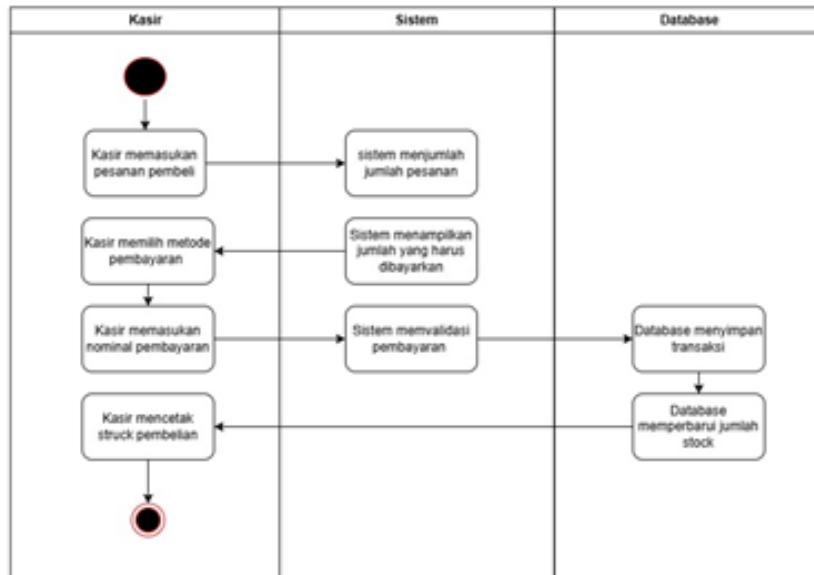 Kasir
Sistem
Database
Kasir memasukan
pesanan pembeli
sistem menjumlah
jumlah pesanan
Kasir memilih metode
pembayaran
Sistem menampilkan
jumlah yang harus
dibayarkan
Kasir memasukan
nominal pembayaran
Sistem memvalidasi
pembayaran
Database menyimpan
transaksi
Kasir mencetak
struck pembelian
Database
memperbarui jumlah
stock